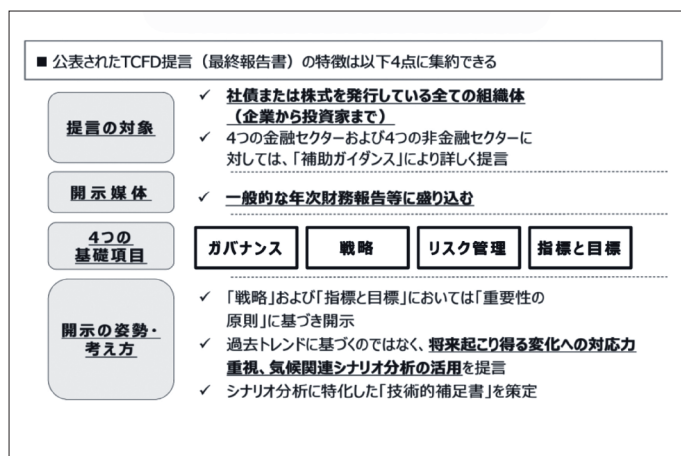 ■ 公表されたTCFD提言（最終報告書）の特徴は以下4点に集約できる
提言の対象
✓ 社債または株式を発行している全ての組織体
（企業から投資家まで）
✓ 4つの金融セクターおよび4つの非金融セクターに
対しては、「補助ガイダンス」により詳しく提言
開示媒体
✓ 一般的な年次財務報告等に盛り込む
4つの
基礎項目
ガバナンス 戦略 リスク管理 指標と目標
開示の姿勢・
考え方
✓ 「戦略」および「指標と目標」においては「重要性の
原則」に基づき開示
✓ 過去トレンドに基づくのではなく、将来起こり得る変化への対応力
重視、気候関連シナリオ分析の活用を提言
✓ シナリオ分析に特化した「技術的補足書」を策定